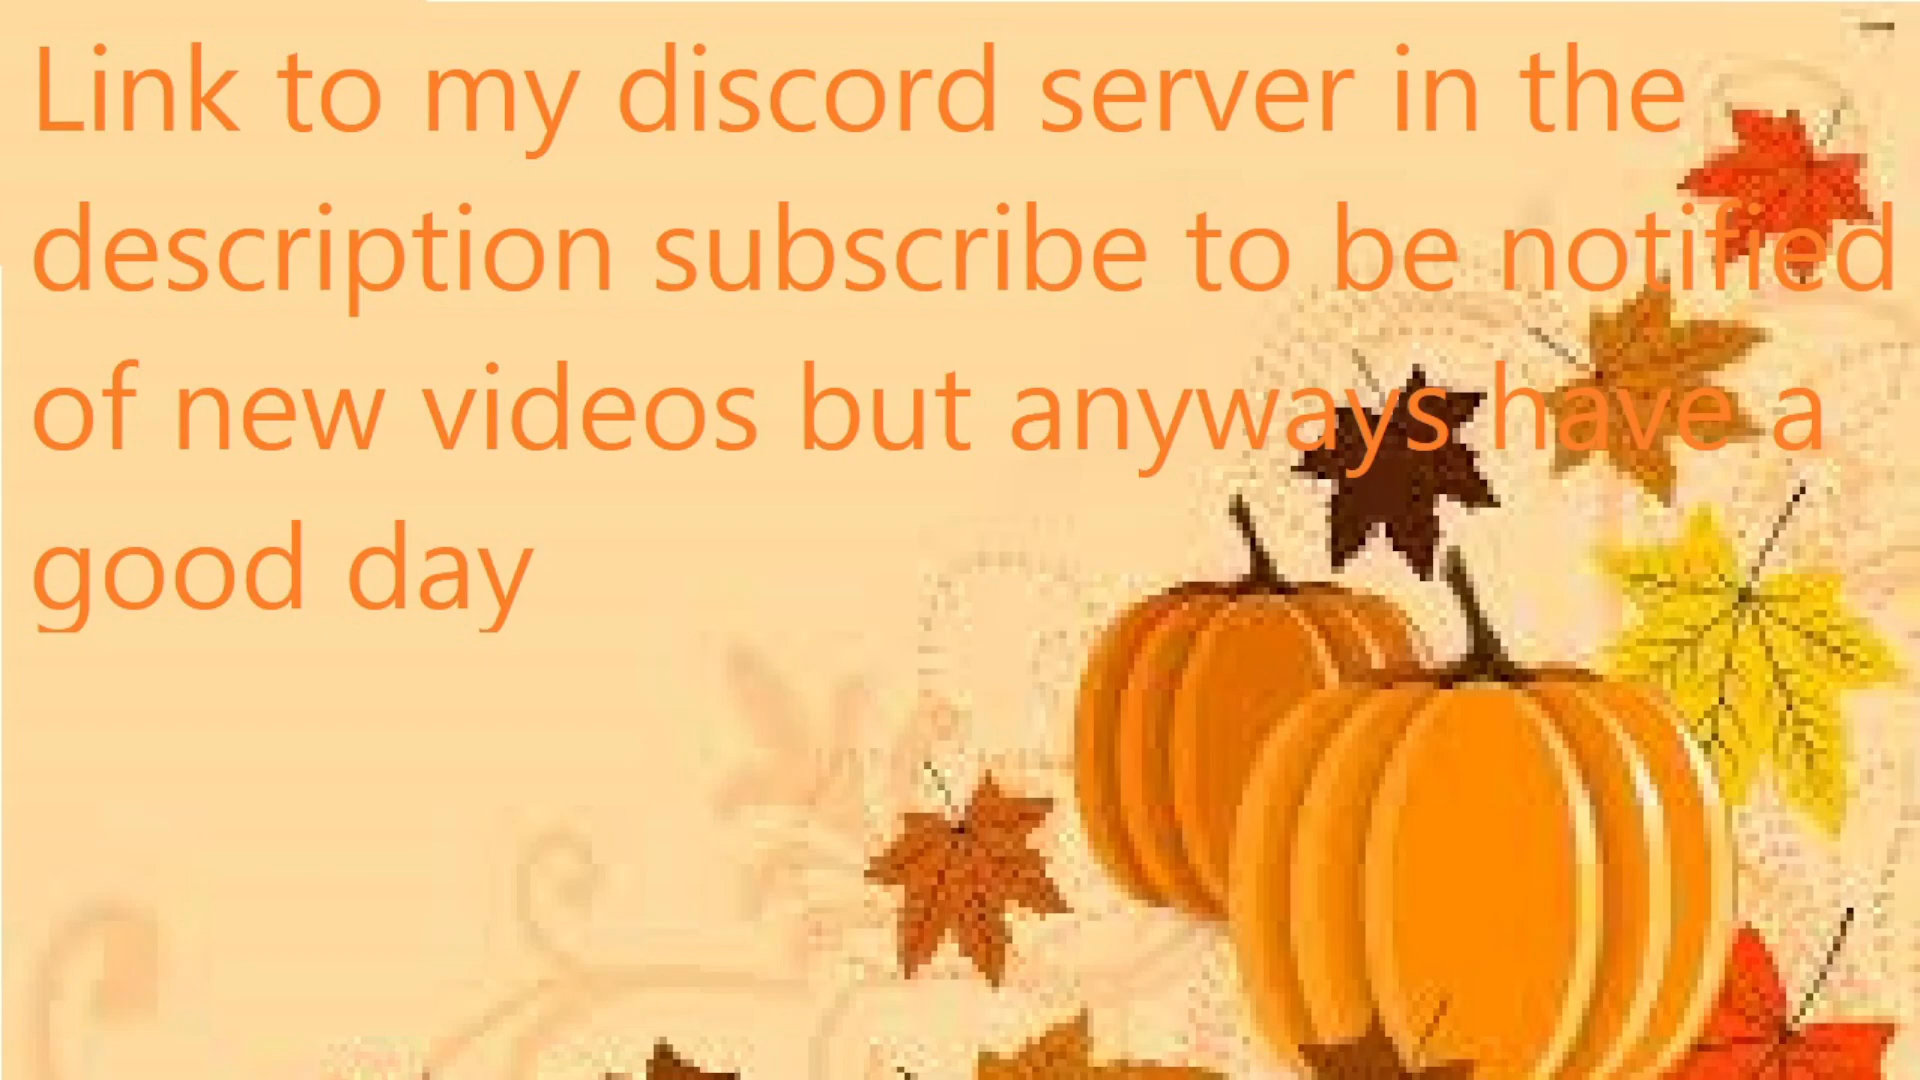 Link to my discord server in the
description subscribe to be notified
of new videos but anyways have a
good day